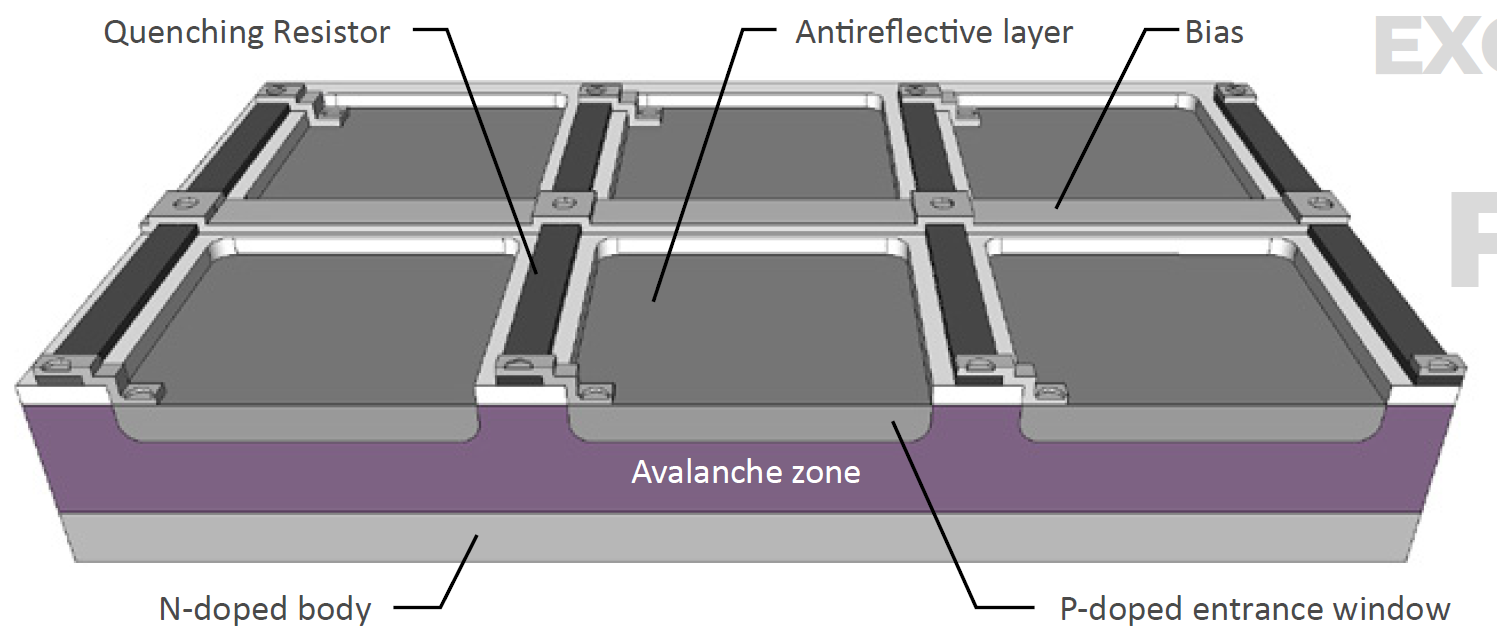 Quenching Resistor
Antireflective layer
Bias
Avalanche zone
N-doped body
P-doped entrance window